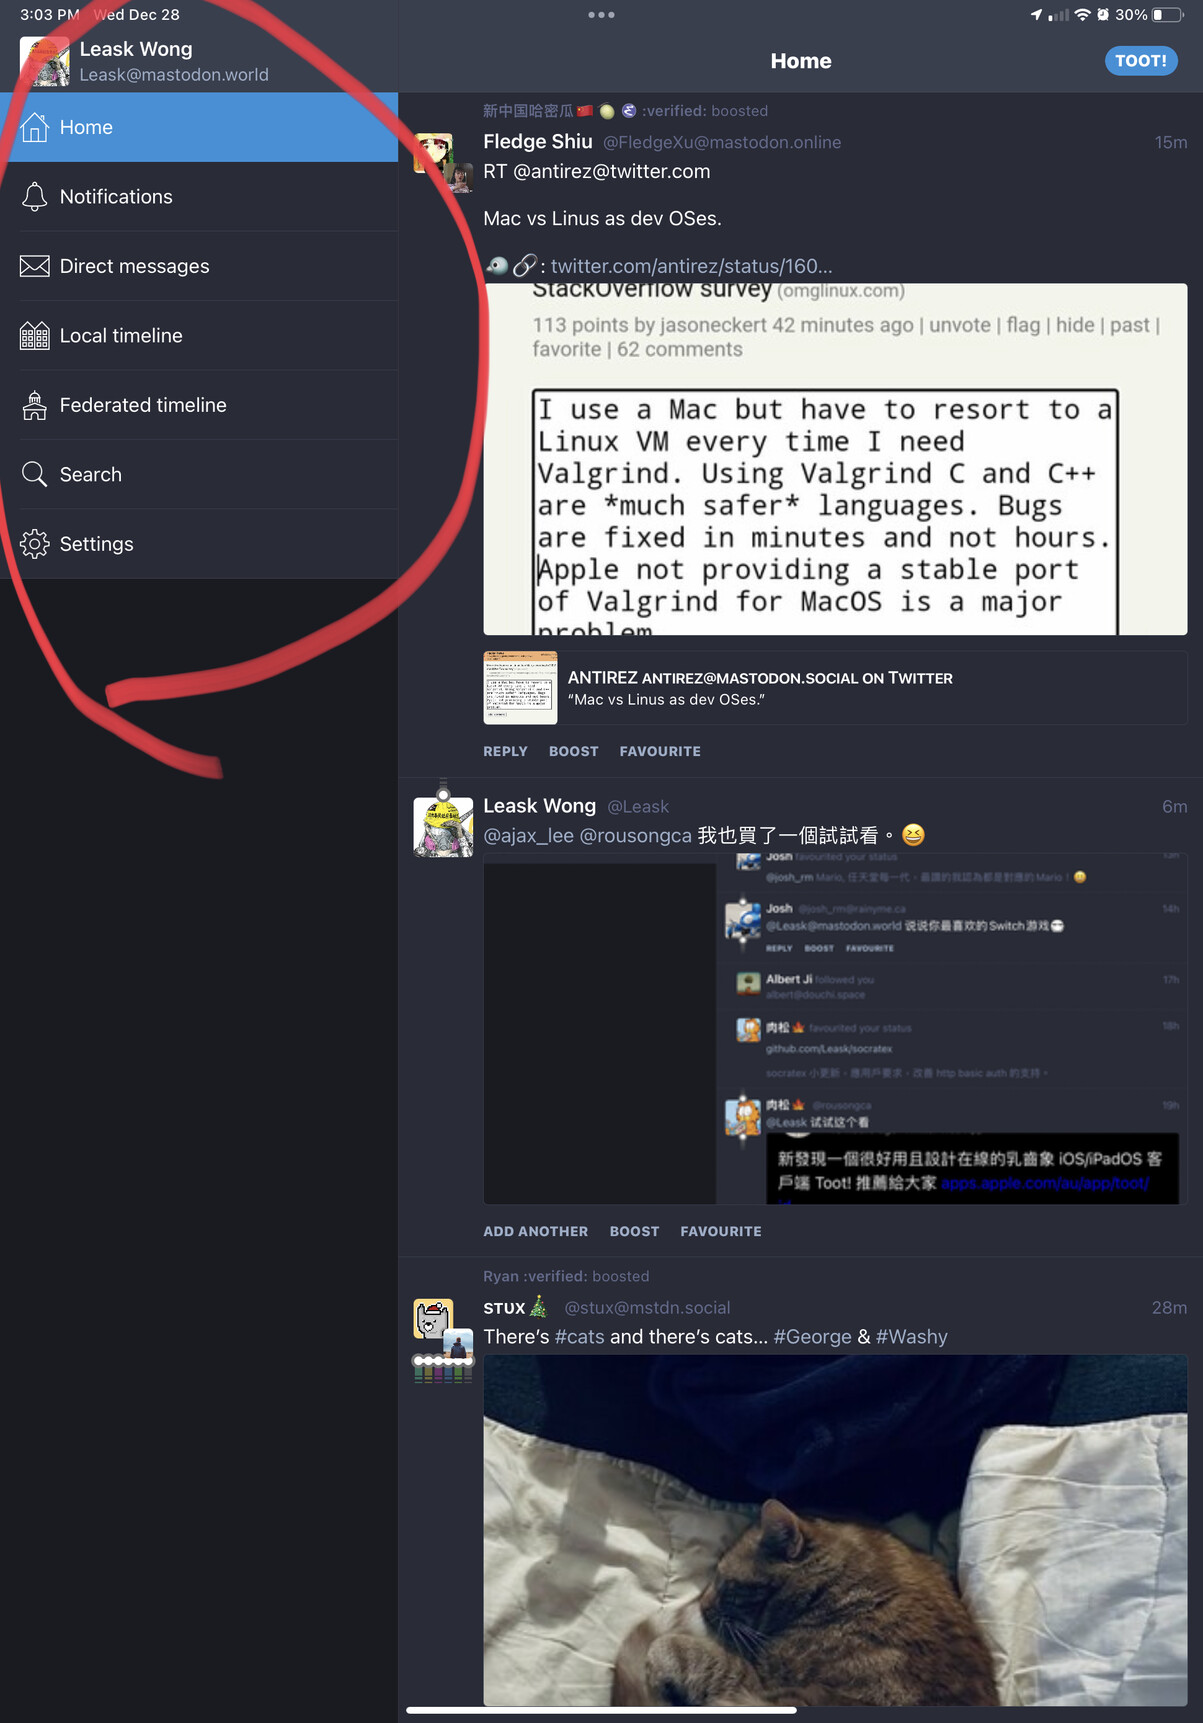 3:03 PM Wed Dec 28
30%
Leask Wong
Leask@mastodon.world
Home
Notifications
Direct messages
Local timeline
Federated timeline
Search
Settings
Home
TOOT!
新中国哈密瓜🇨🇳 :verified: boosted
Fledge Shiu @FledgeXu@mastodon.online 15m
RT @antirez@twitter.com
Mac vs Linus as dev OSes.
🐦🔗: twitter.com/antirez/status/160...
StackOverflow survey (omglinux.com)
113 points by jasoneckert 42 minutes ago | unvote | flag | hide | past |
favorite | 62 comments
I use a Mac but have to resort to a
Linux VM every time I need
Valgrind. Using Valgrind C and C++
are *much safer* languages. Bugs
are fixed in minutes and not hours.
Apple not providing a stable port
of Valgrind for MacOS is a major
problem
ANTIREZ ANTIREZ@MASTODON.SOCIAL ON TWITTER
“Mac vs Linus as dev OSes.”
REPLY BOOST FAVOURITE
Leask Wong @Leask 6m
@ajax_lee @rousongca 我也買了一個試試看。😆
Josh favourited your status 13h
@josh_rm Mario, 任天堂每一代，最讚的就認為都是對應的 Mario！
Josh @josh_rm@rainyme.ca 14h
@Leask@mastodon.world 说说你最喜欢的 Switch 游戏
REPLY BOOST FAVOURITE
Albert Ji followed you 17h
albert@douchi.space
肉松🍁 favourited your status 18h
github.com/Leask/socratex
socratex 小更新，應用戶要求，改善 http basic auth 的支持。
肉松🍁 @rousongca 19h
@Leask 试试这个看
新發現一個很好用且設計在線的乳齒象 iOS/iPadOS 客
戶端 Toot! 推薦給大家 apps.apple.com/au/app/toot/
ADD ANOTHER BOOST FAVOURITE
Ryan :verified: boosted
STUX🎄 @stux@mstdn.social 28m
There’s #cats and there’s cats... #George & #Washy